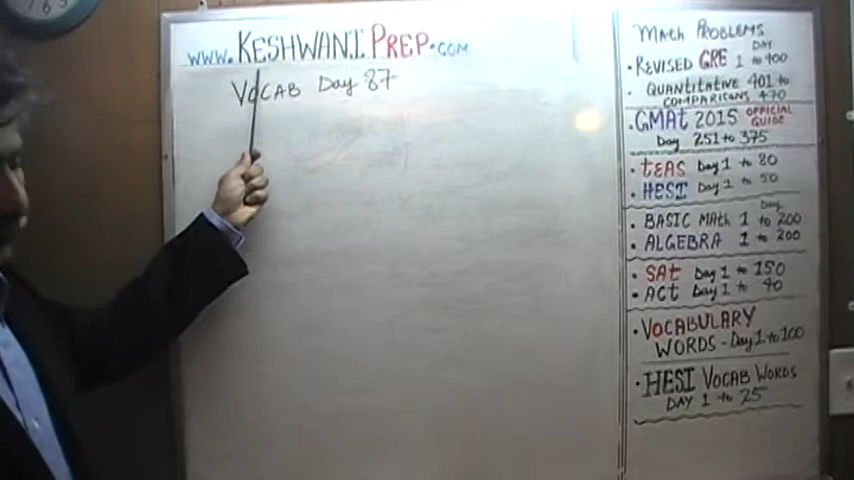 www.KESHWANIPREP.COM
VOCAB Day 87
Math PROBLEMS
• REVISED GRE DAY 1 to 400
• QUANTITATIVE 401 to
COMPARISONS 470
• GMAt 2015 OFFICIAL GUIDE
Day 251 to 375
• tEAS Day 1 to 80
• HESI Day 1 to 50
• BASIC Math Day 1 to 200
• ALGEBRA 1 to 200
• SAt Day 1 to 150
• ACt Day 1 to 40
• VOCABULARY
WORDS - Day 1 to 100
• HESI VOCAB WORDS
DAY 1 to 25